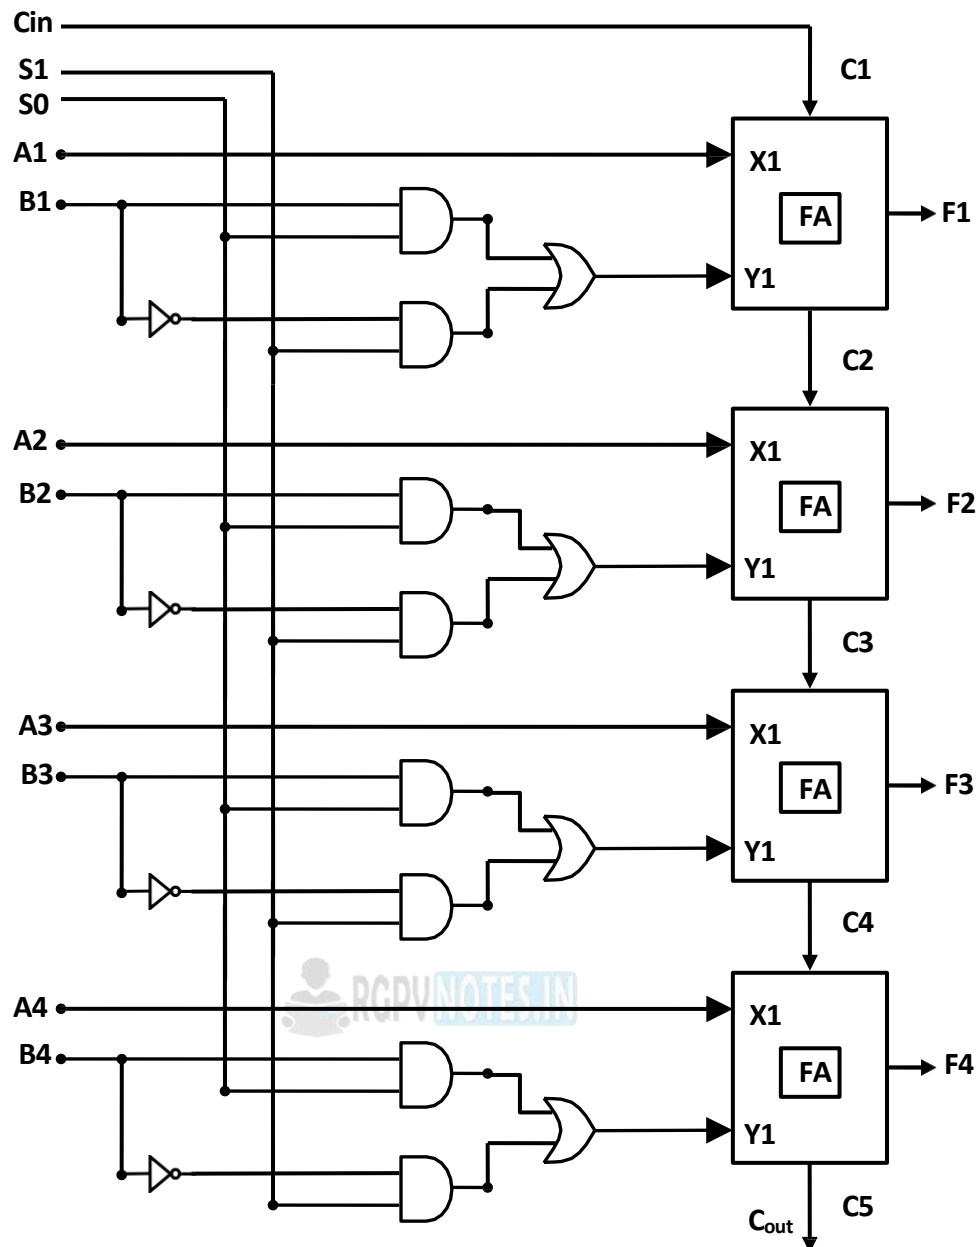 Cin
S1
C1
S0
A1
X1
B1
FA
F1
Y1
C2
A2
X1
B2
FA
F2
Y1
C3
A3
X1
B3
FA
F3
Y1
C4
RGPVNOTES.IN
A4
X1
B4
FA
F4
Y1
C5
Cout